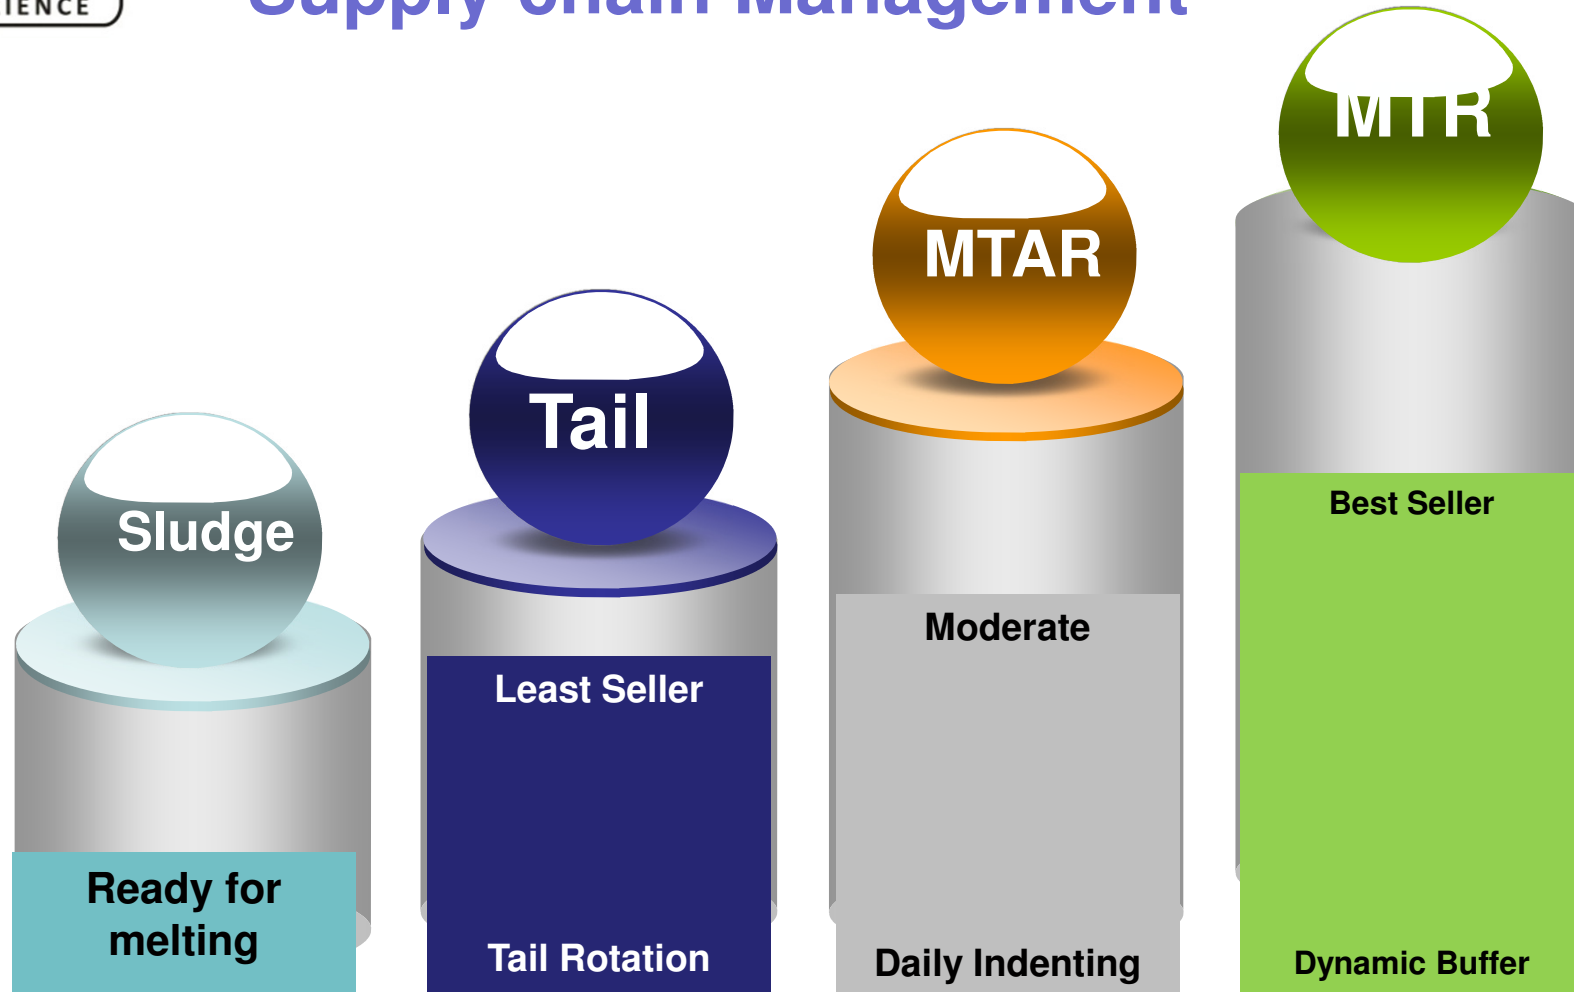 Supply chain Management
MTR
MTAR
Tail
Sludge
Best Seller
Moderate
Least Seller
Ready for
melting
Tail Rotation
Daily Indenting
Dynamic Buffer